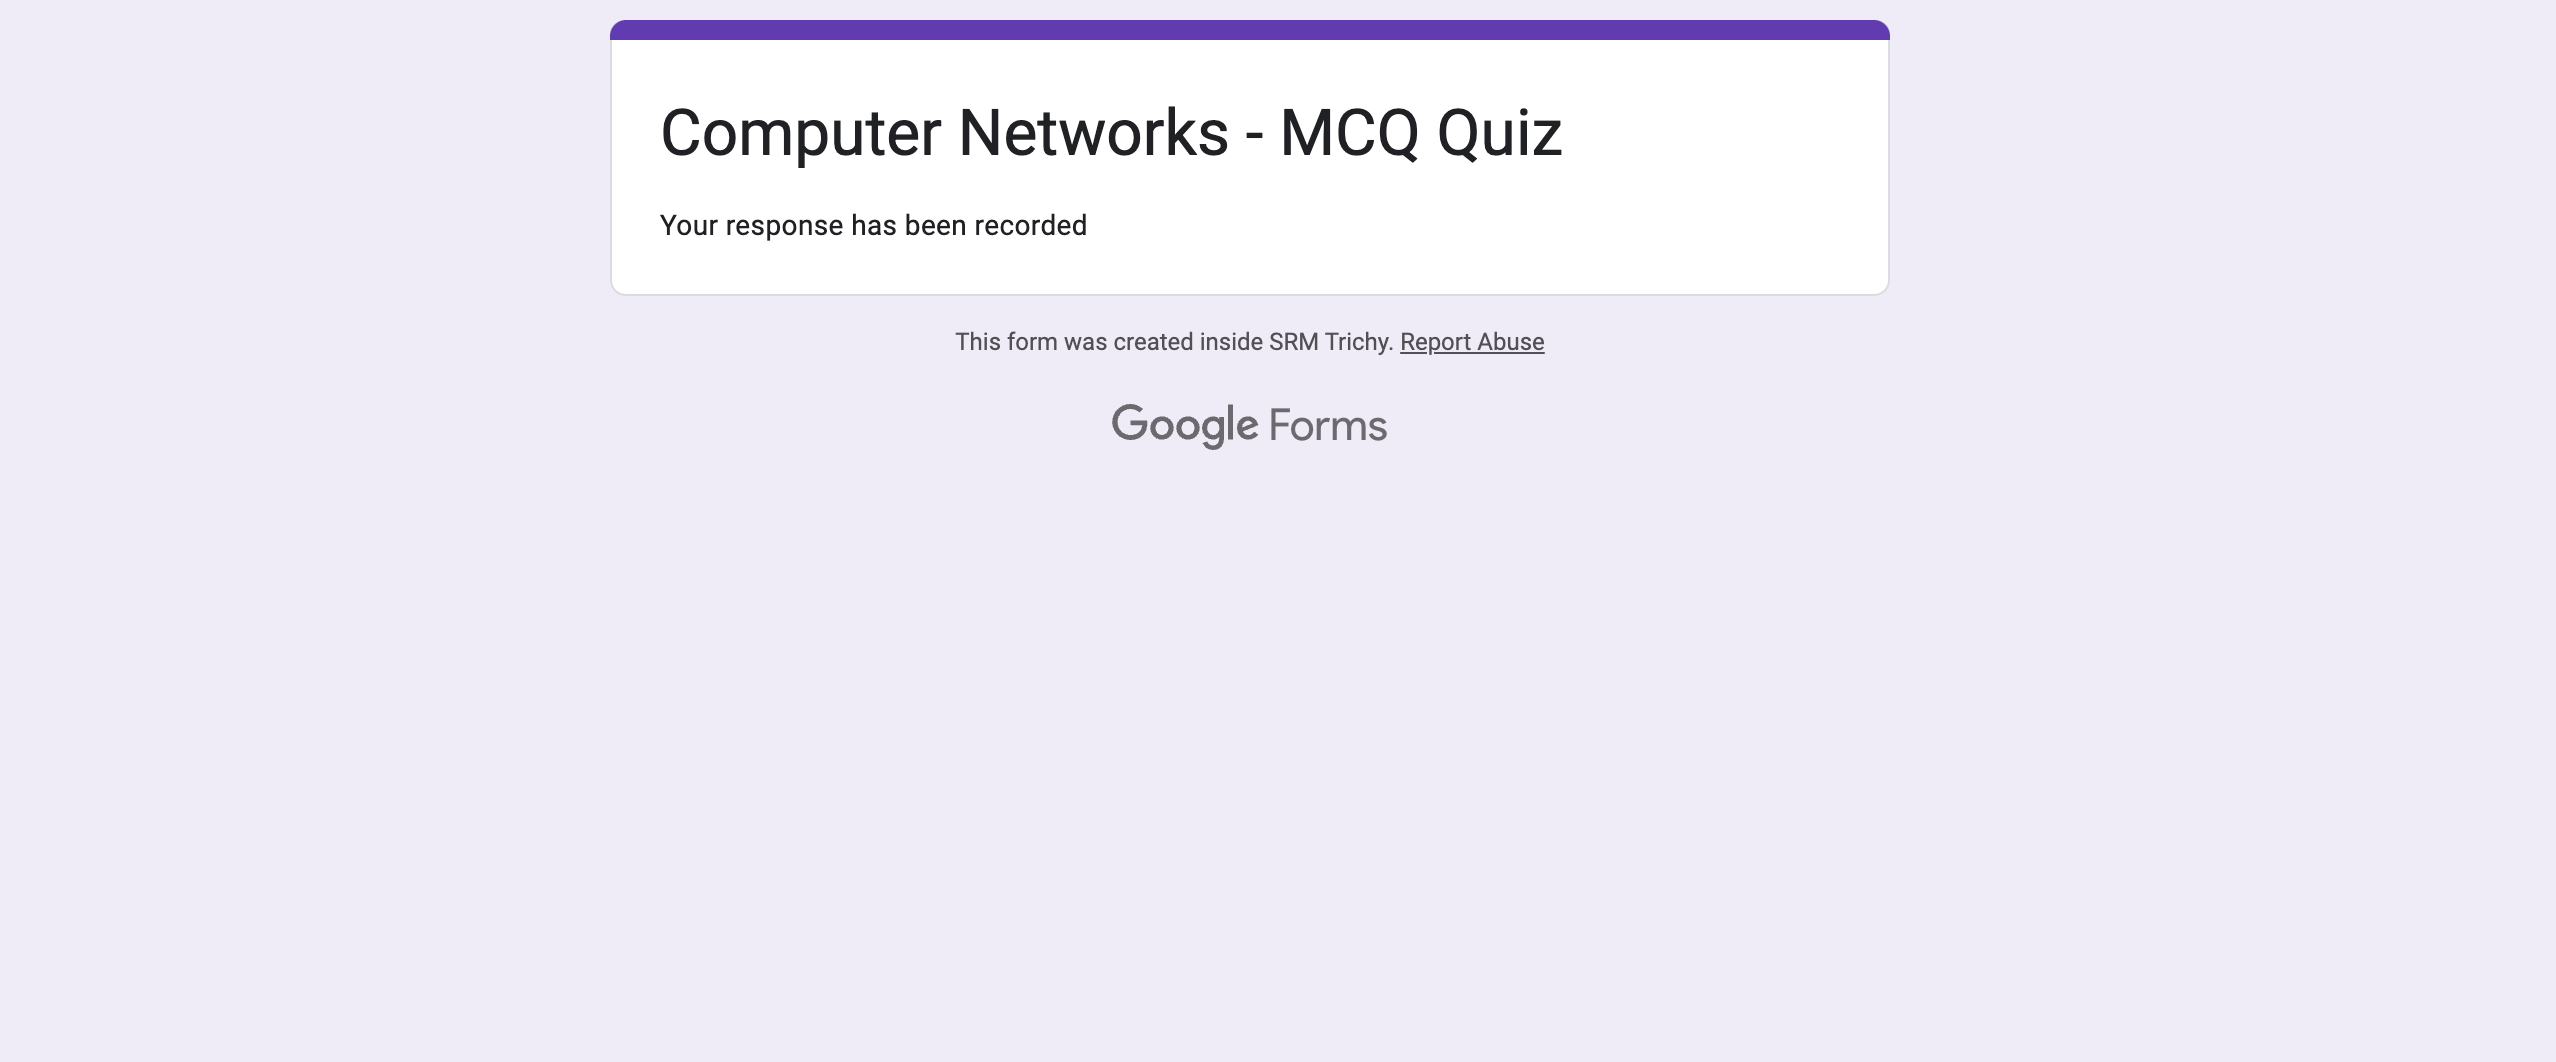 Computer Networks - MCQ Quiz
Your response has been recorded
This form was created inside SRM Trichy. Report Abuse
Google Forms